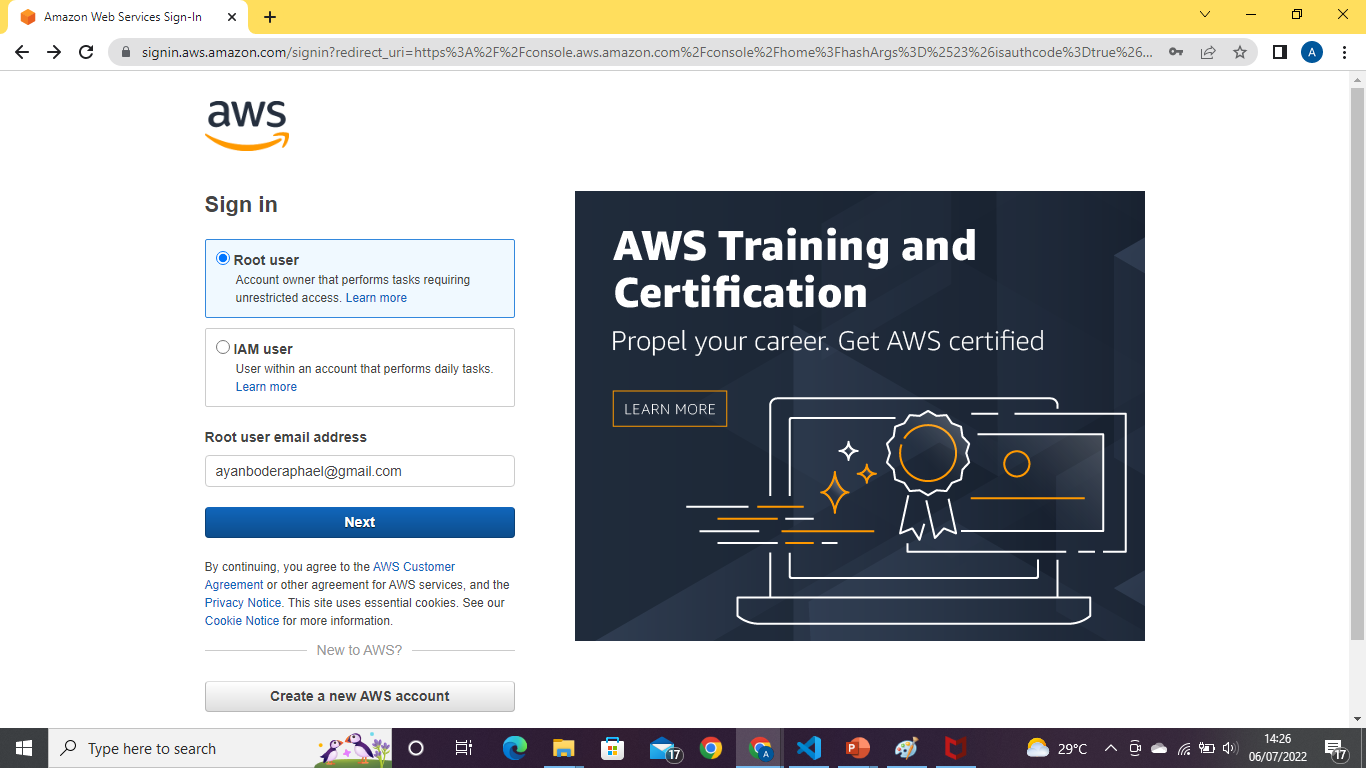 Amazon Web Services Sign-In
signin.aws.amazon.com/signin?redirect_uri=https%3A%2F%2Fconsole.aws.amazon.com%2Fconsole%2Fhome%3FhashArgs%3D%2523%26isauthcode%3Dtrue%26...
A
aws
Sign in
Root user
Account owner that performs tasks requiring
unrestricted access. Learn more
IAM user
User within an account that performs daily tasks.
Learn more
Root user email address
ayanboderaphael@gmail.com
Next
By continuing, you agree to the AWS Customer
Agreement or other agreement for AWS services, and the
Privacy Notice. This site uses essential cookies. See our
Cookie Notice for more information.
New to AWS?
Create a new AWS account
AWS Training and
Certification
Propel your career. Get AWS certified
LEARN MORE
Type here to search
17
A
P
29°C
14:26
06/07/2022
17